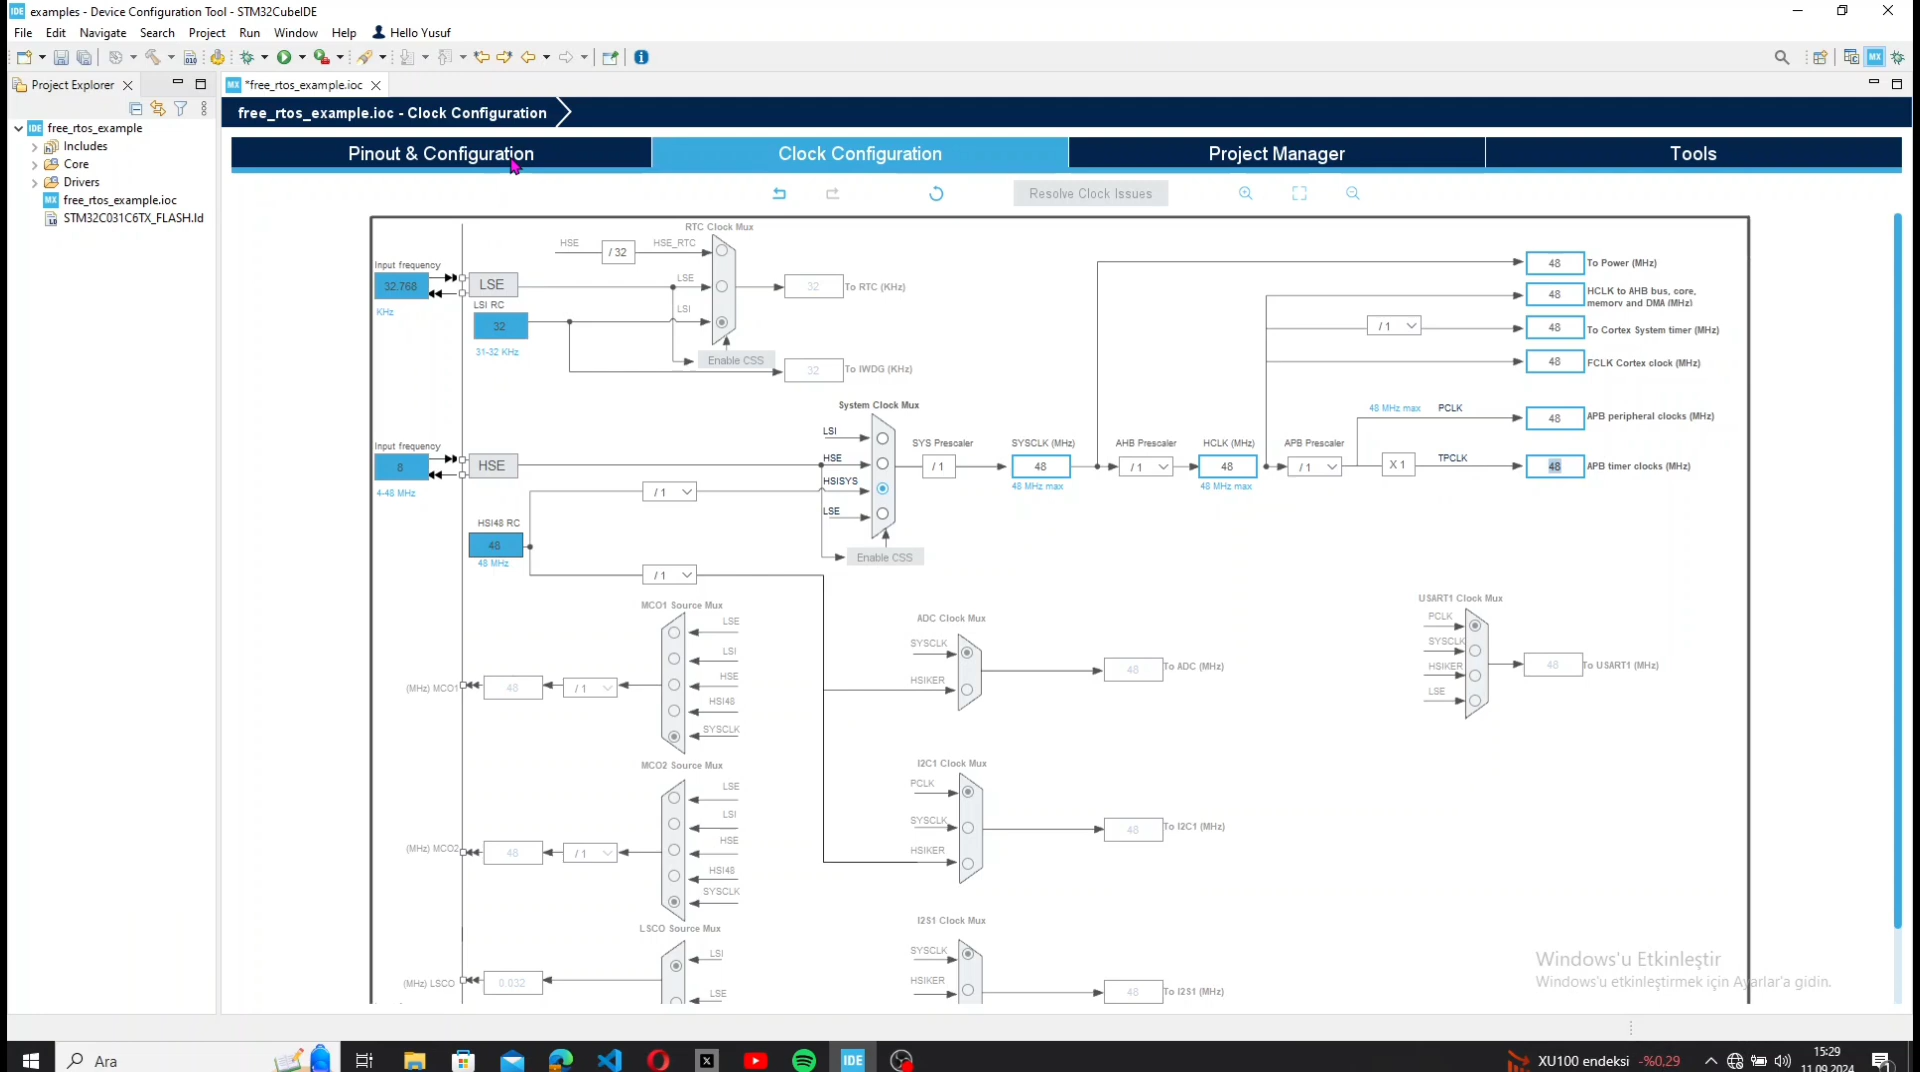 IDE examples - Device Configuration Tool - STM32CubeIDE
File Edit Navigate Search Project Run Window Help Hello Yusuf
Project Explorer
MX *free_rtos_example.ioc
free_rtos_example.ioc - Clock Configuration
IDE free_rtos_example
Includes
Core
Drivers
MX free_rtos_example.ioc
STM32C031C6TX_FLASH.ld
Pinout & Configuration
Clock Configuration
Project Manager
Tools
Resolve Clock Issues
RTC Clock Mux
HSE
/ 32
HSE_RTC
Input frequency
32.768
KHz
LSE
LSE
32
To RTC (KHz)
LSI RC
32
31-32 KHz
LSI
Enable CSS
32
To IWDG (KHz)
48
To Power (MHz)
48
HCLK to AHB bus, core,
memory and DMA (MHz)
/ 1
48
To Cortex System timer (MHz)
48
FCLK Cortex clock (MHz)
48 MHz max
PCLK
48
APB peripheral clocks (MHz)
System Clock Mux
LSI
HSE
HSISYS
LSE
Enable CSS
Input frequency
8
4-48 MHz
HSE
SYS Prescaler
/ 1
SYSCLK (MHz)
48
48 MHz max
AHB Prescaler
/ 1
HCLK (MHz)
48
48 MHz max
APB Prescaler
/ 1
X 1
TPCLK
48
APB timer clocks (MHz)
/ 1
HSI48 RC
48
48 MHz
/ 1
MCO1 Source Mux
LSE
LSI
HSE
HSI48
SYSCLK
(MHz) MCO1
48
/ 1
ADC Clock Mux
SYSCLK
HSIKER
48
To ADC (MHz)
USART1 Clock Mux
PCLK
SYSCLK
HSIKER
LSE
48
To USART1 (MHz)
MCO2 Source Mux
LSE
LSI
HSE
HSI48
SYSCLK
(MHz) MCO2
48
/ 1
I2C1 Clock Mux
PCLK
SYSCLK
HSIKER
48
To I2C1 (MHz)
LSCO Source Mux
LSI
LSE
(MHz) LSCO
0,032
I2S1 Clock Mux
SYSCLK
HSIKER
48
To I2S1 (MHz)
Windows'u Etkinleştir
Windows'u etkinleştirmek için Ayarlar'a gidin.
Ara
IDE
XU100 endeksi -%0,29
15:29
11.09.2024
1